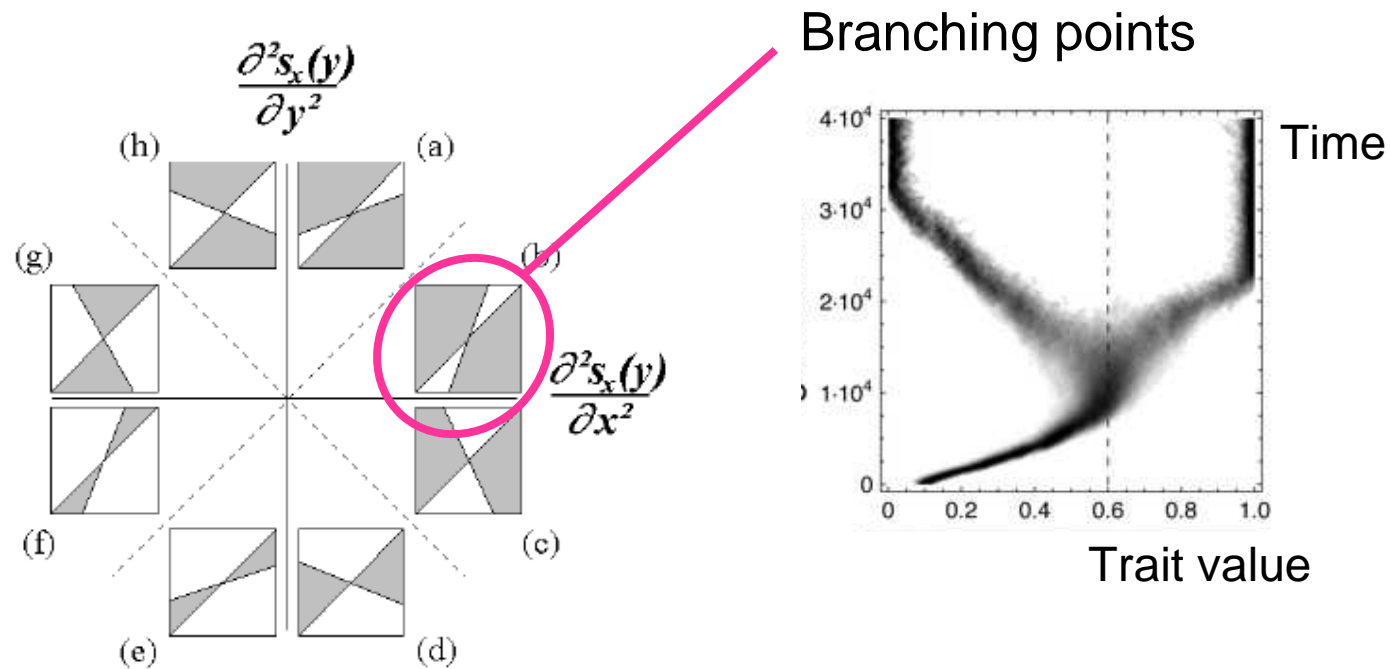 Branching points
∂²sₓ(y)
∂y²
(h)
(a)
(g)
(b)
∂²sₓ(y)
∂x²
(f)
(c)
(e)
(d)
4·10⁴
3·10⁴
2·10⁴
1·10⁴
0
0 0.2 0.4 0.6 0.8 1.0
Time
Trait value